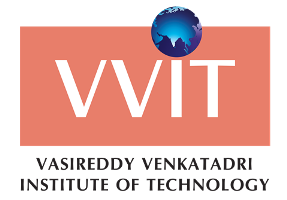 VVIT
VASIREDDY VENKATADRI
INSTITUTE OF TECHNOLOGY